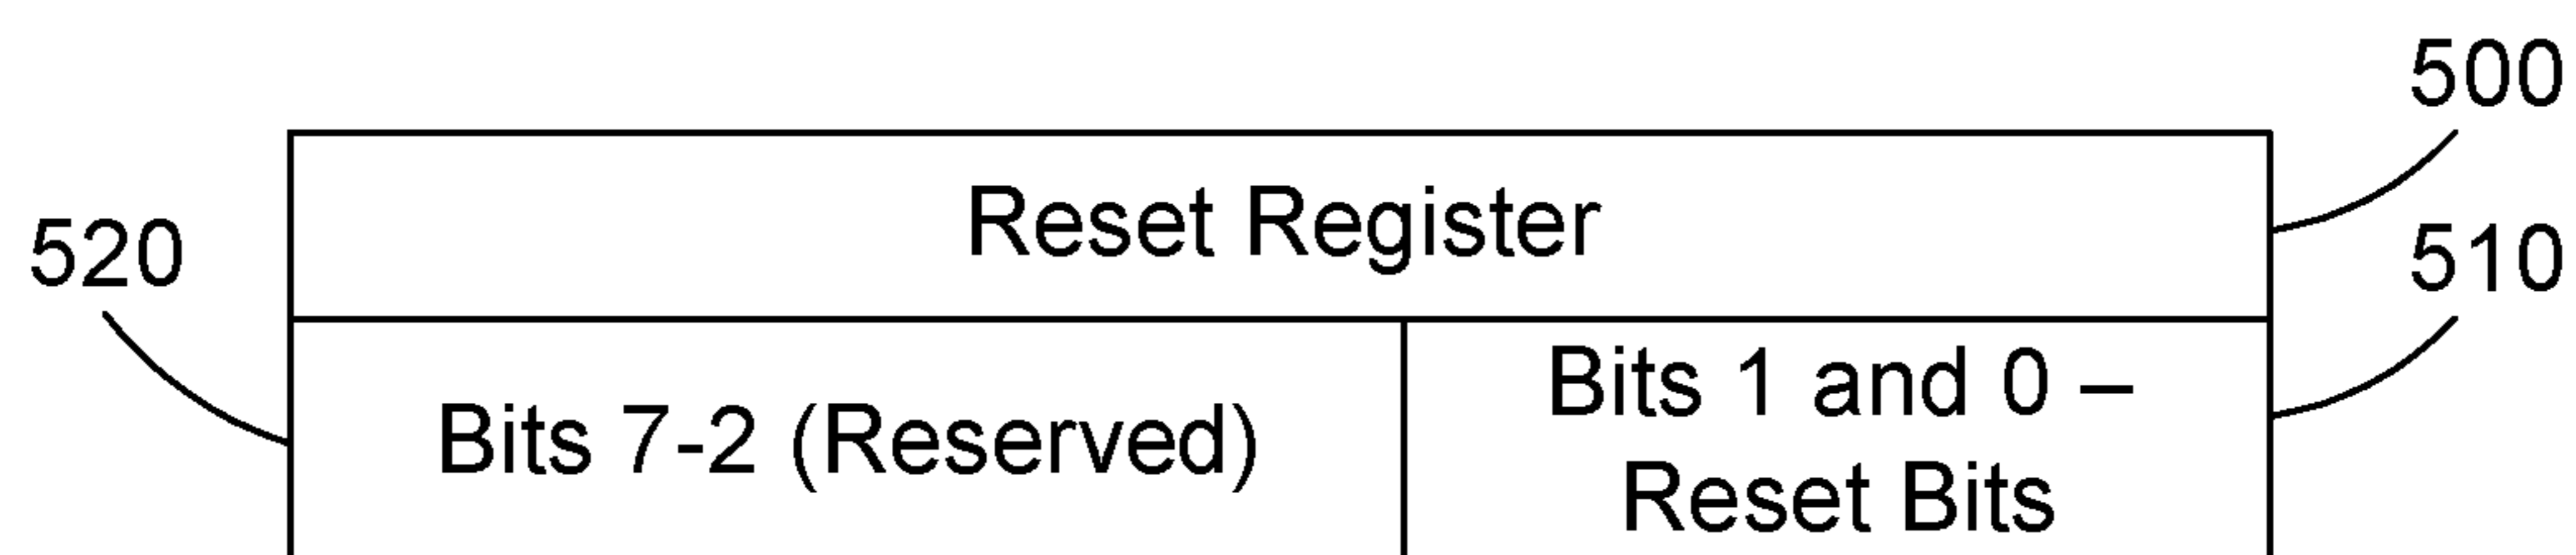 500
Reset Register
520
510
Bits 7-2 (Reserved)
Bits 1 and 0 –
Reset Bits